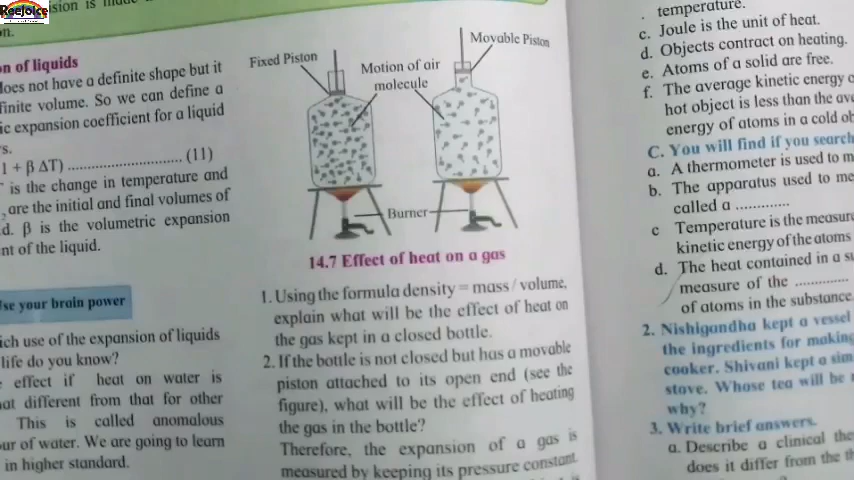 Reejoice
ision is
n.
n of liquids
does not have a definite shape but it
finite volume. So we can define a
ic expansion coefficient for a liquid
s.
1 + β ΔT) ............................ (11)
is the change in temperature and
are the initial and final volumes of
d. β is the volumetric expansion
nt of the liquid.
se your brain power
ich use of the expansion of liquids
life do you know?
effect if heat on water is
at different from that for other
This is called anomalous
ur of water. We are going to learn
in higher standard.
Fixed Piston
Motion of air
molecule
Movable Piston
Burner
14.7 Effect of heat on a gas
1. Using the formula density = mass / volume,
explain what will be the effect of heat on
the gas kept in a closed bottle.
2. If the bottle is not closed but has a movable
piston attached to its open end (see the
figure), what will be the effect of heating
the gas in the bottle?
Therefore, the expansion of a gas is
measured by keeping its pressure constant.
temperature.
c. Joule is the unit of heat.
d. Objects contract on heating.
e. Atoms of a solid are free.
f. The average kinetic energy o
hot object is less than the ave
energy of atoms in a cold ob
C. You will find if you search
a. A thermometer is used to m
b. The apparatus used to me
called a .............
c Temperature is the measure
kinetic energy of the atoms
d. The heat contained in a su
measure of the .............
of atoms in the substance.
2. Nishigandha kept a vessel
the ingredients for making
cooker. Shivani kept a sim
stove. Whose tea will be
why?
3. Write brief answers.
a. Describe a clinical the
does it differ from the th